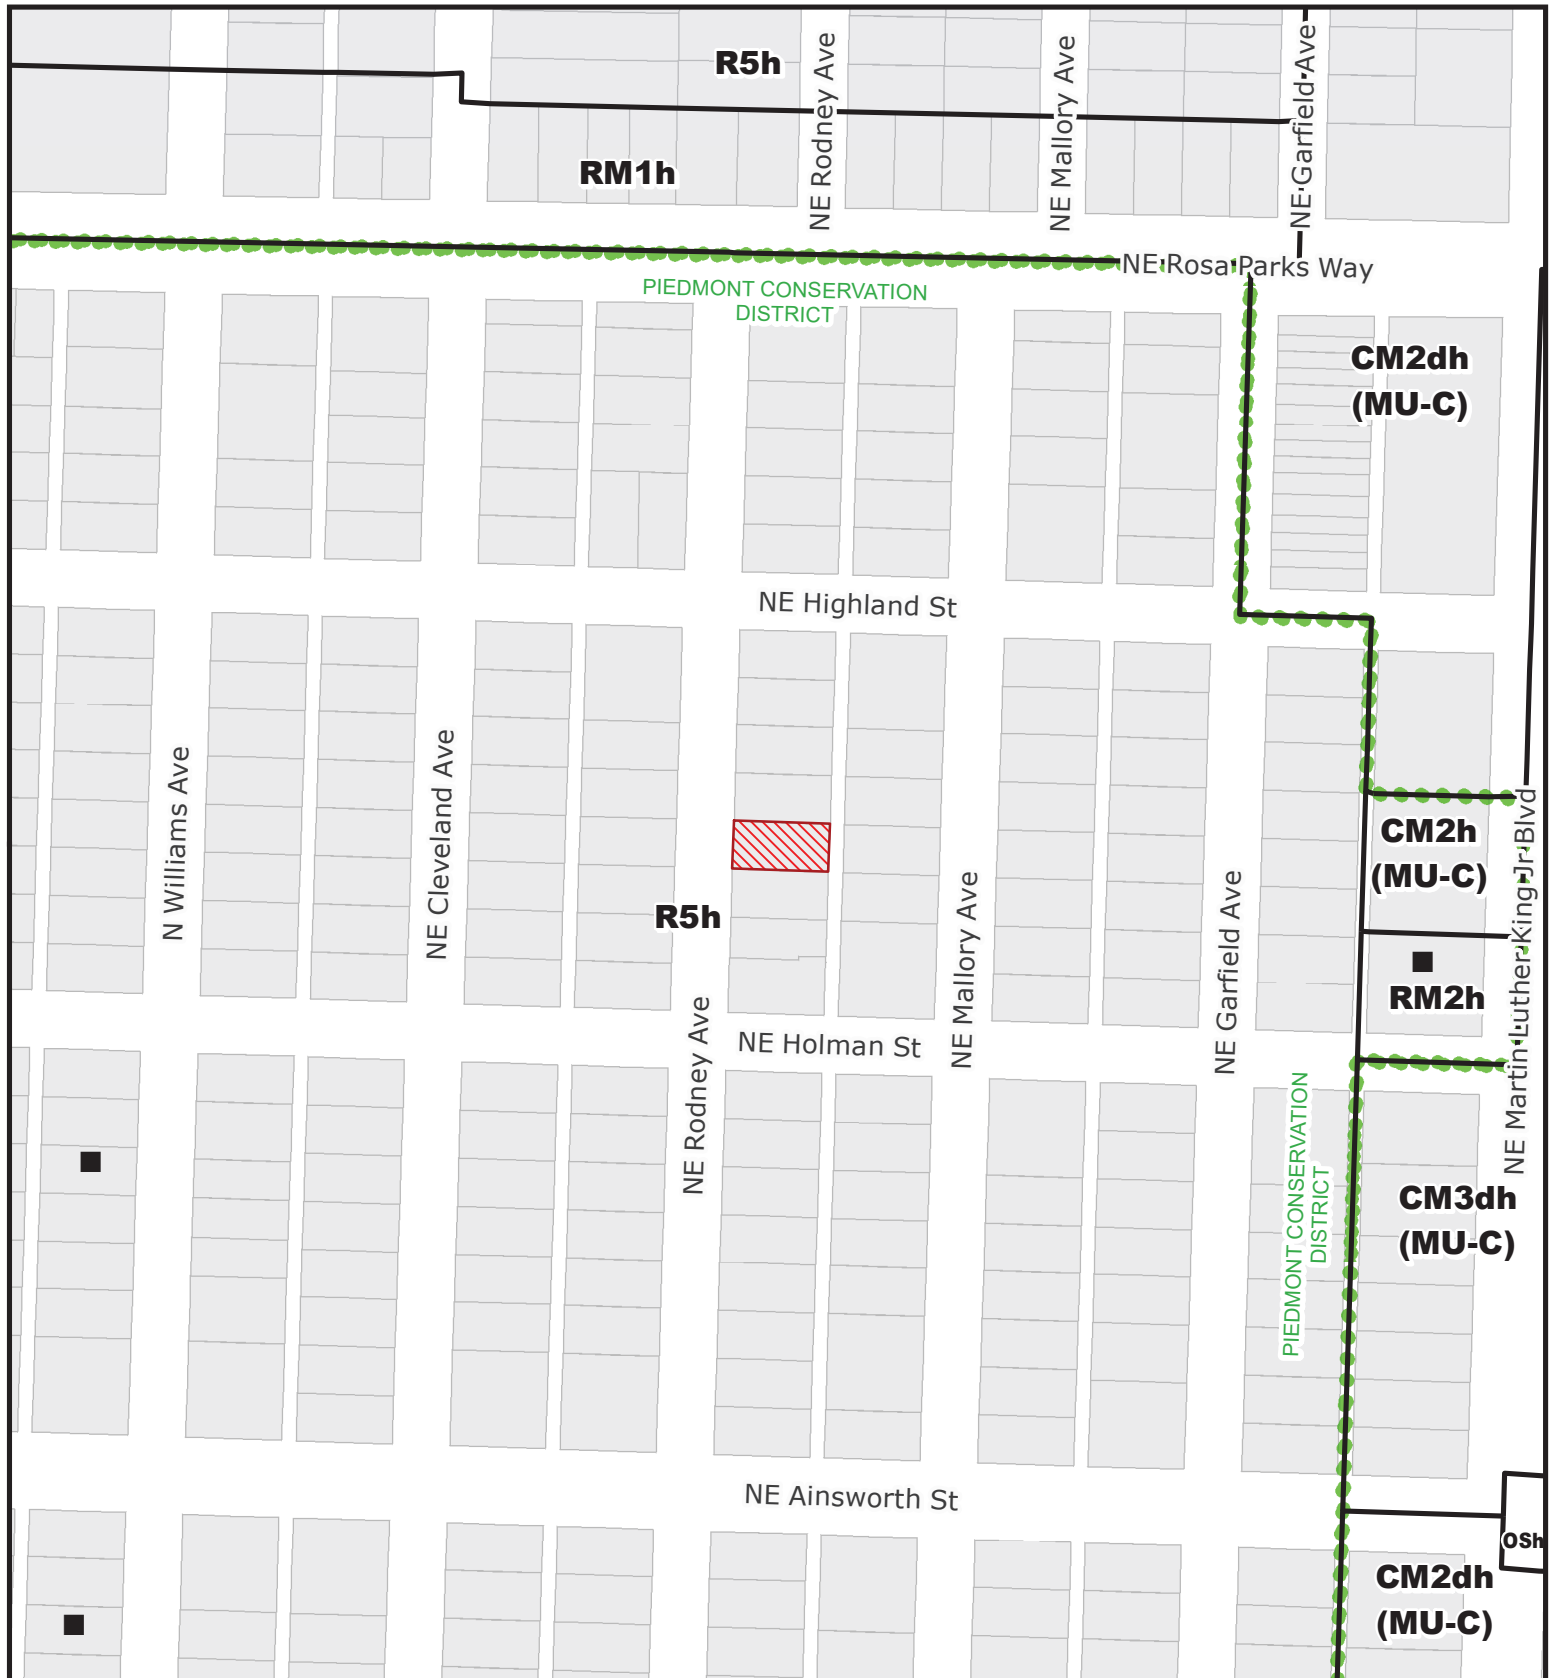 R5h
NE Rodney Ave
NE Mallory Ave
NE Garfield Ave
RM1h
NE Rosa Parks Way
PIEDMONT CONSERVATION
DISTRICT
CM2dh
(MU-C)
NE Highland St
N Williams Ave
NE Cleveland Ave
R5h
NE Rodney Ave
NE Mallory Ave
NE Garfield Ave
CM2h
(MU-C)
NE Martin Luther King Jr Blvd
RM2h
NE Holman St
PIEDMONT CONSERVATION
DISTRICT
CM3dh
(MU-C)
NE Ainsworth St
OSh
CM2dh
(MU-C)